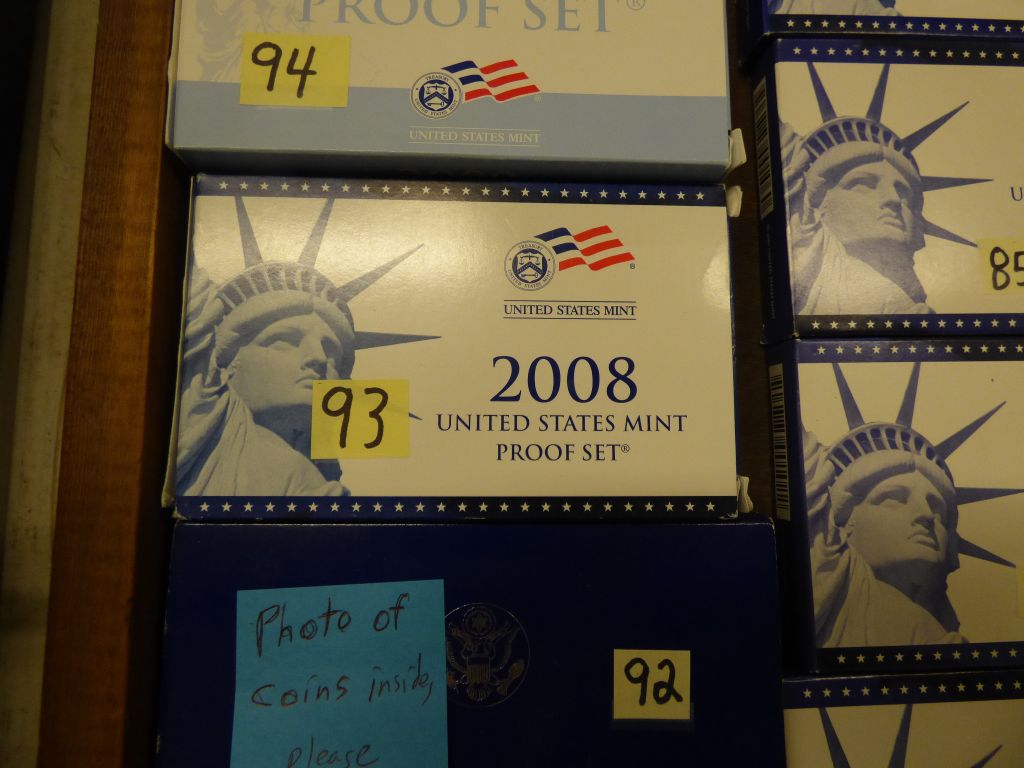 PROOF SET®
94
UNITED STATES MINT
UNITED STATES MINT
2008
UNITED STATES MINT
PROOF SET®
93
Photo of
coins inside,
please
92
U
85